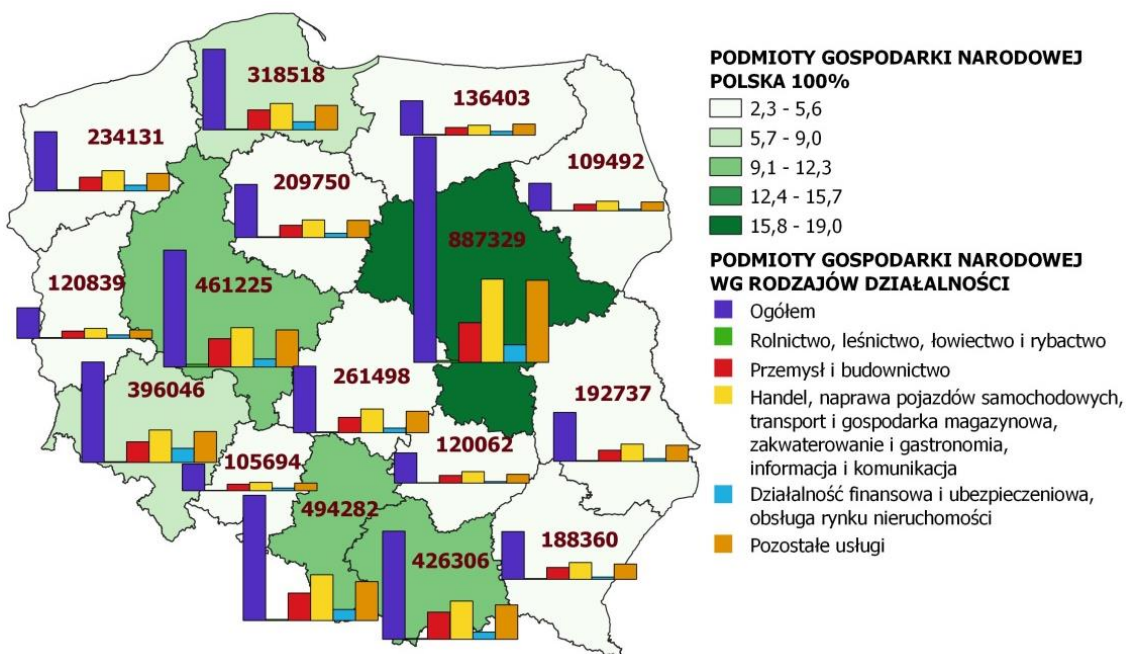 318518
136403
234131
109492
209750
887329
120839
461225
396046
261498
192737
120062
105694
494282
426306
188360
PODMIOTY GOSPODARKI NARODOWEJ
POLSKA 100%
2,3 - 5,6
5,7 - 9,0
9,1 - 12,3
12,4 - 15,7
15,8 - 19,0
PODMIOTY GOSPODARKI NARODOWEJ
WG RODZAJÓW DZIAŁALNOŚCI
Ogółem
Rolnictwo, leśnictwo, łowiectwo i rybactwo
Przemysł i budownictwo
Handel, naprawa pojazdów samochodowych,
transport i gospodarka magazynowa,
zakwaterowanie i gastronomia,
informacja i komunikacja
Działalność finansowa i ubezpieczeniowa,
obsługa rynku nieruchomości
Pozostałe usługi